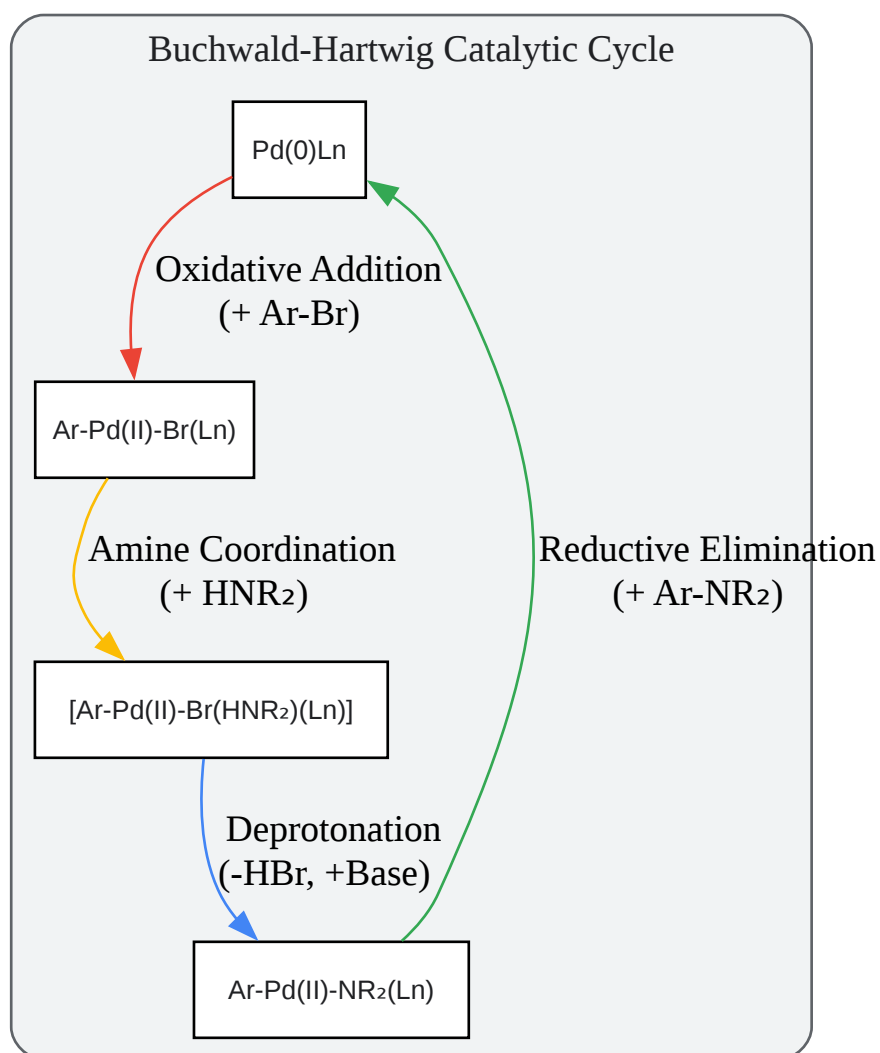 Buchwald-Hartwig Catalytic Cycle
Pd(0)Ln
Oxidative Addition
(+ Ar-Br)
Ar-Pd(II)-Br(Ln)
Amine Coordination
(+ HNR₂)
Reductive Elimination
(+ Ar-NR₂)
[Ar-Pd(II)-Br(HNR₂)(Ln)]
Deprotonation
(-HBr, +Base)
Ar-Pd(II)-NR₂(Ln)